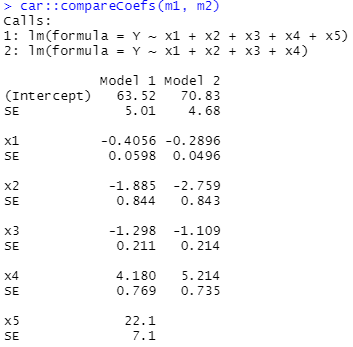 > car::compareCoefs(m1, m2)
Calls:
1: lm(formula = Y ~ x1 + x2 + x3 + x4 + x5)
2: lm(formula = Y ~ x1 + x2 + x3 + x4)
Model 1 Model 2
(Intercept) 63.52 70.83
SE 5.01 4.68
x1 -0.4056 -0.2896
SE 0.0598 0.0496
x2 -1.885 -2.759
SE 0.844 0.843
x3 -1.298 -1.109
SE 0.211 0.214
x4 4.180 5.214
SE 0.769 0.735
x5 22.1
SE 7.1